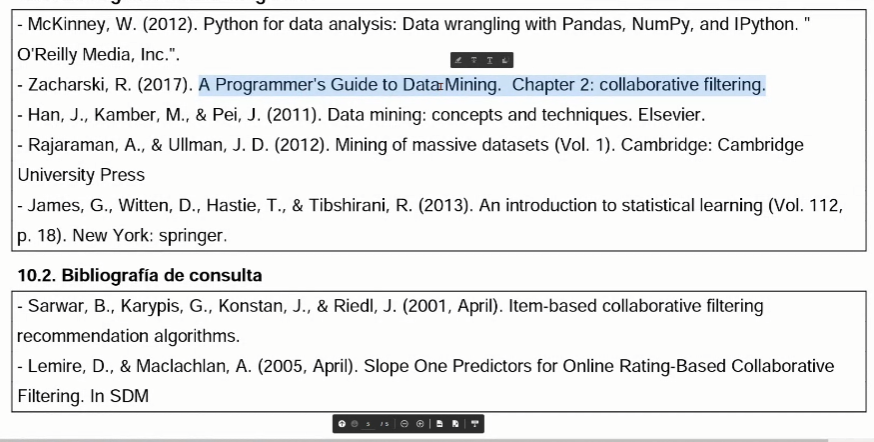 - McKinney, W. (2012). Python for data analysis: Data wrangling with Pandas, NumPy, and IPython. "
O'Reilly Media, Inc.".
- Zacharski, R. (2017). A Programmer's Guide to Data Mining.  Chapter 2: collaborative filtering.
- Han, J., Kamber, M., & Pei, J. (2011). Data mining: concepts and techniques. Elsevier.
- Rajaraman, A., & Ullman, J. D. (2012). Mining of massive datasets (Vol. 1). Cambridge: Cambridge
University Press
- James, G., Witten, D., Hastie, T., & Tibshirani, R. (2013). An introduction to statistical learning (Vol. 112,
p. 18). New York: springer.
10.2. Bibliografía de consulta
- Sarwar, B., Karypis, G., Konstan, J., & Riedl, J. (2001, April). Item-based collaborative filtering
recommendation algorithms.
- Lemire, D., & Maclachlan, A. (2005, April). Slope One Predictors for Online Rating-Based Collaborative
Filtering. In SDM